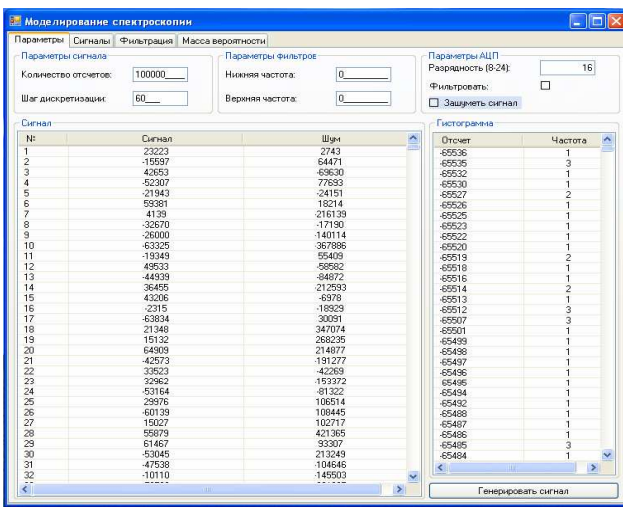 Моделирование спектроскопии
Параметры Сигналы Фильтрация Масса вероятности
Параметры сигнала
Количество отсчетов: 100000____
Шаг дискретизации: 60___
Параметры фильтров
Нижняя частота: 0________
Верхняя частота: 0________
Параметры АЦП
Разрядность (8-24): 16
Фильтровать:
Зашуметь сигнал
Сигнал
№ Сигнал Шум
1 23223 2743
2 -15597 64471
3 42653 -69630
4 -52307 77693
5 -21943 -24151
6 59381 18214
7 4139 -216139
8 -32670 -17190
9 -26000 -140114
10 -63325 -367886
11 -19349 55409
12 49533 -58582
13 -44939 -84872
14 36455 -212593
15 43206 -6978
16 -2315 -18929
17 -63834 30091
18 21348 347074
19 15132 268235
20 64909 214877
21 -42573 -191277
22 33523 -42269
23 32962 -153372
24 -53164 -81322
25 29976 106514
26 -60139 108445
27 15027 102717
28 55879 421365
29 61467 93307
30 -53045 213249
31 -47538 -104646
32 -10110 -145503
Гистограмма
Отсчет Частота
-65536 1
-65535 3
-65532 1
-65530 1
-65527 2
-65526 1
-65525 1
-65523 1
-65522 1
-65520 1
-65519 2
-65518 1
-65516 1
-65514 2
-65513 1
-65512 3
-65507 3
-65501 1
-65499 1
-65498 1
-65497 1
-65496 1
65495 1
-65494 1
-65492 1
-65488 1
-65487 1
-65486 1
-65485 3
-65484 1
Генерировать сигнал